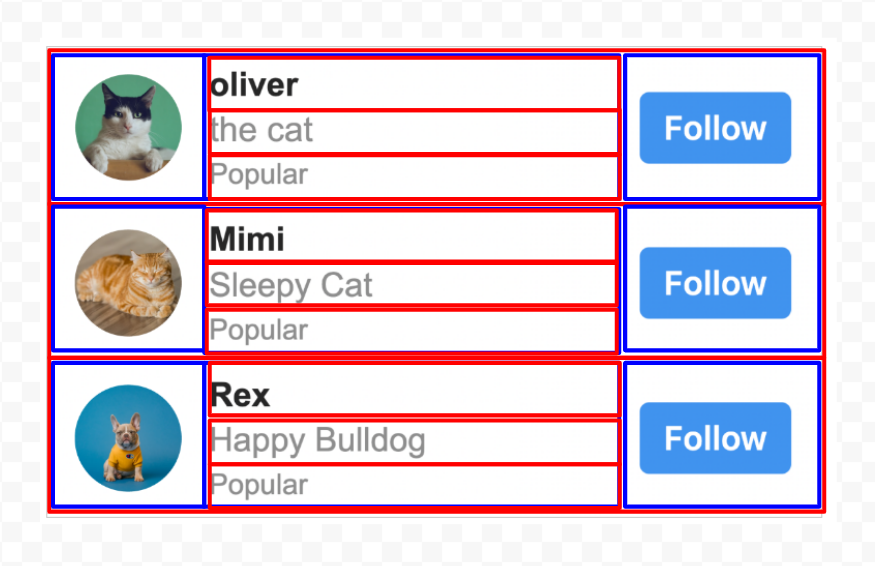 oliver
the cat
Popular
Follow
Mimi
Sleepy Cat
Popular
Follow
Rex
Happy Bulldog
Popular
Follow